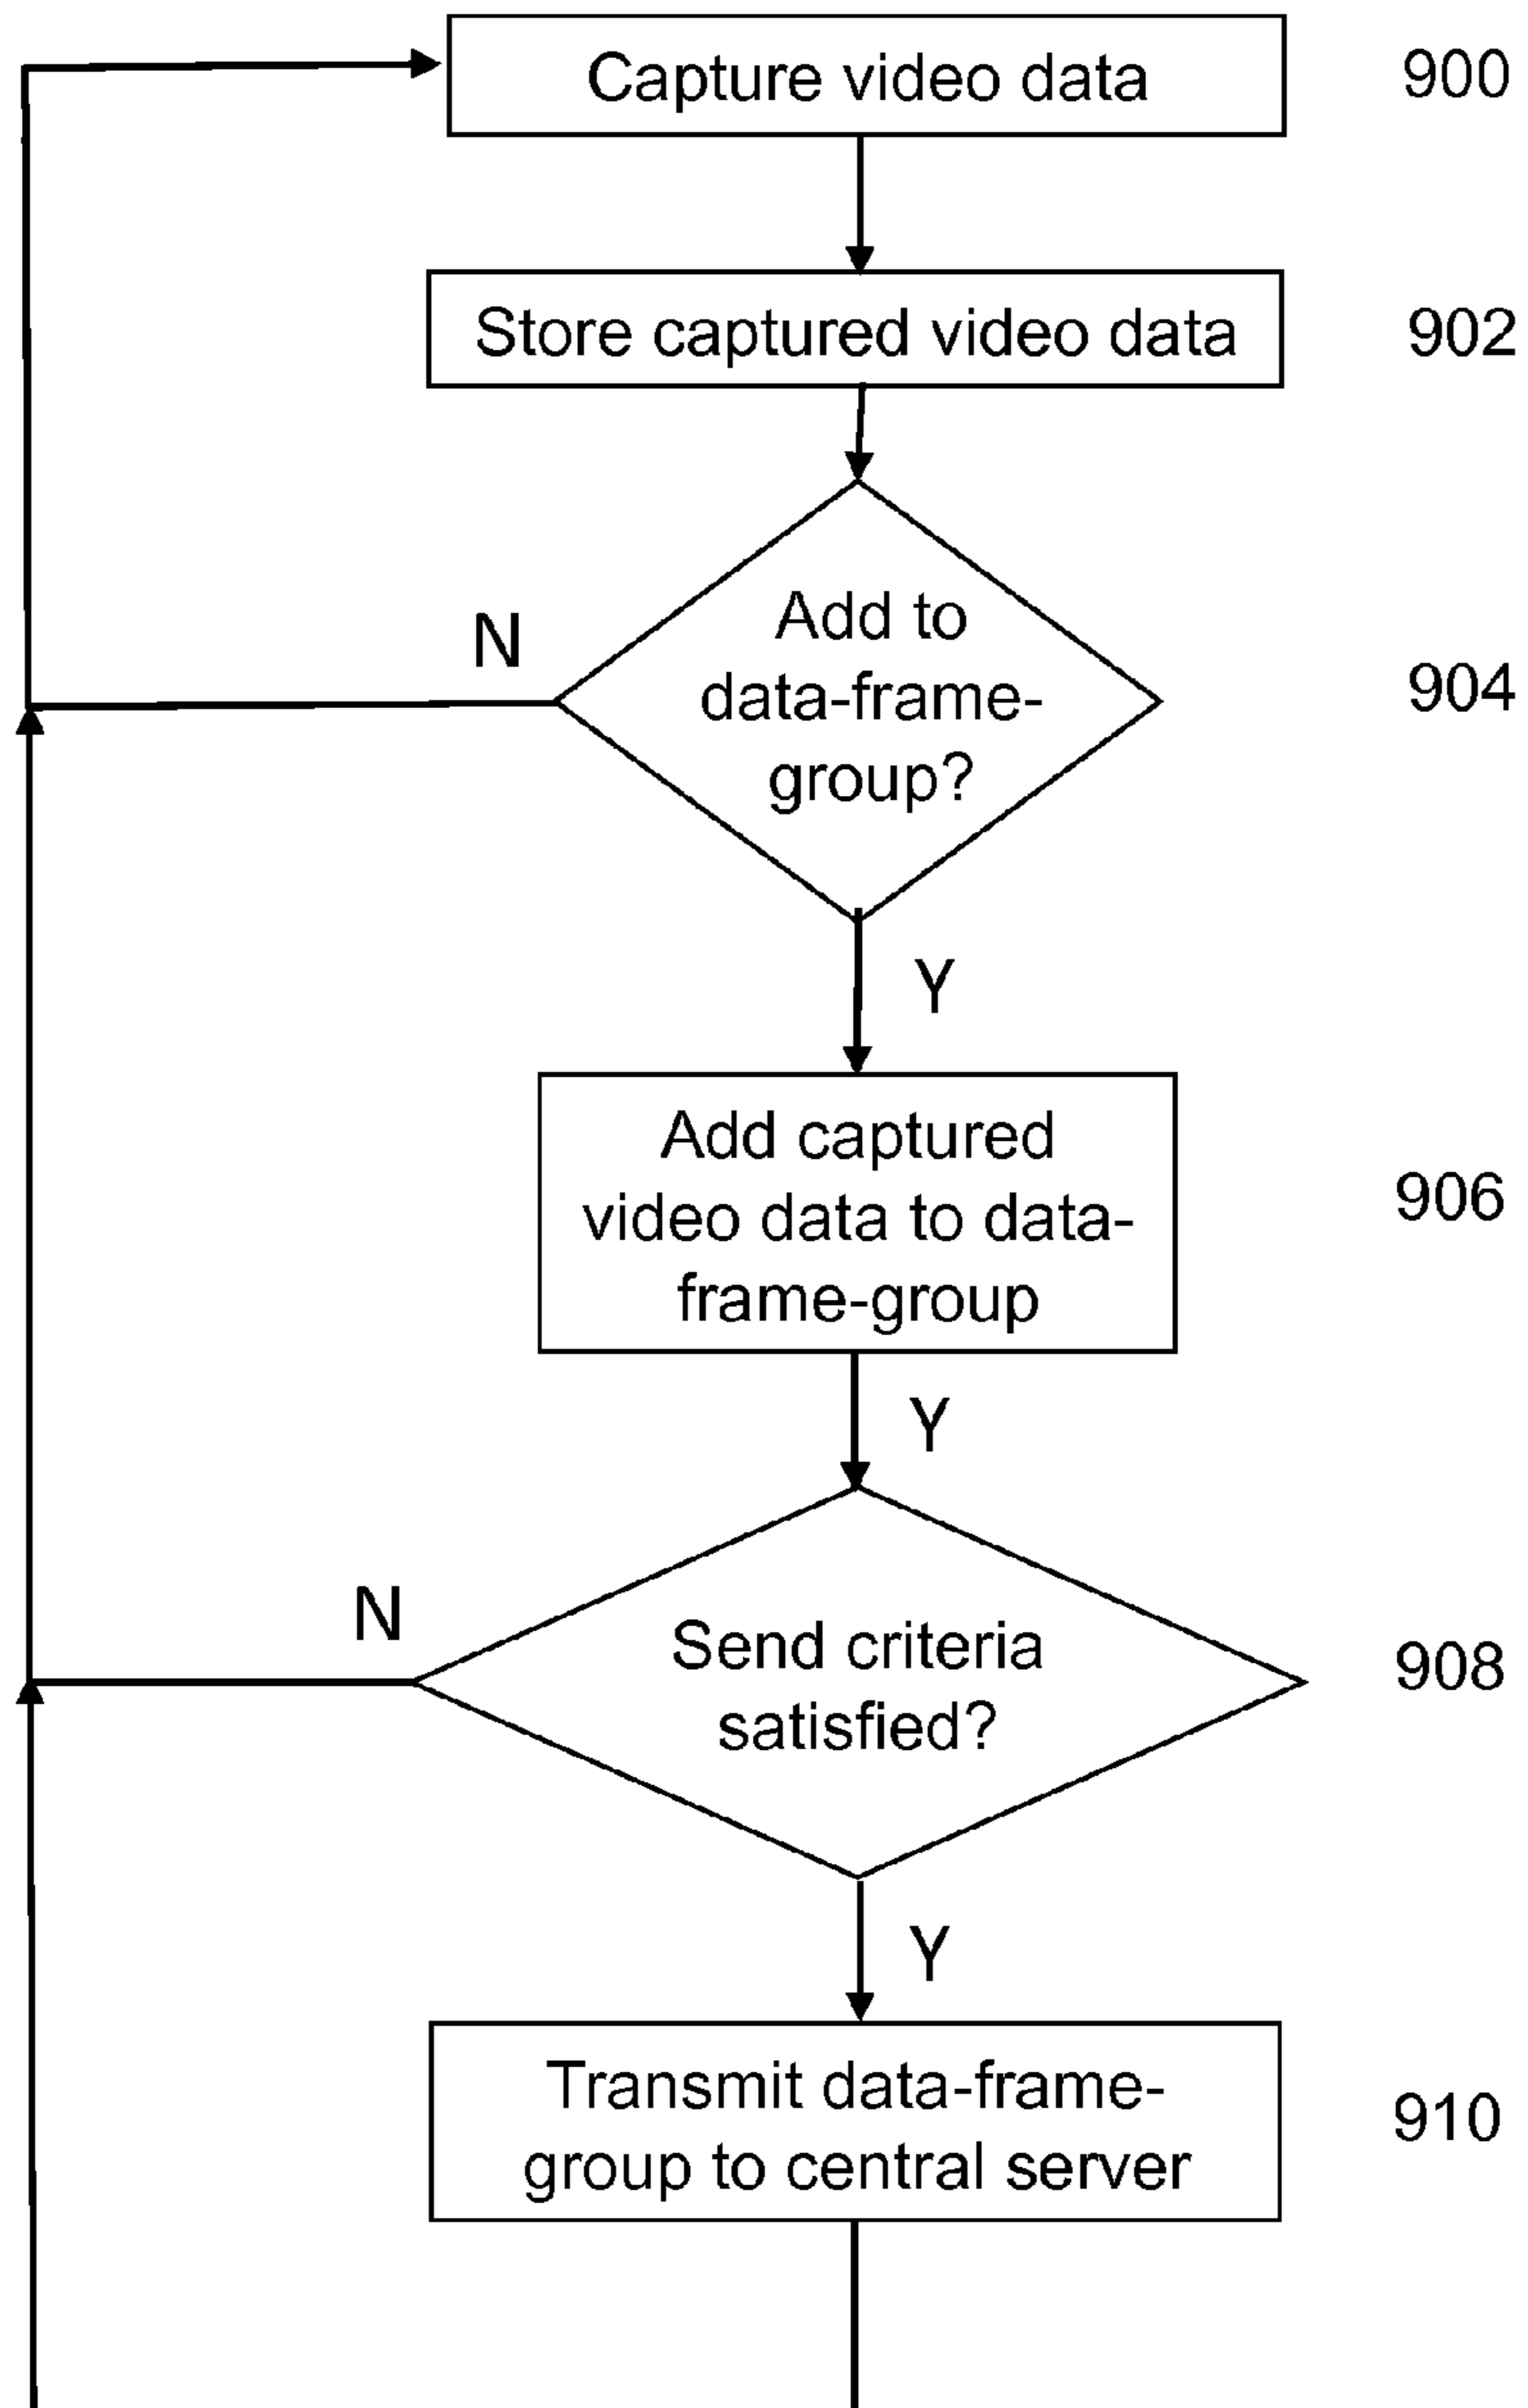 Capture video data
900
Store captured video data
902
Add to
data-frame-
group?
N
904
Y
Add captured
video data to data-
frame-group
906
Y
Send criteria
satisfied?
N
908
Y
Transmit data-frame-
group to central server
910